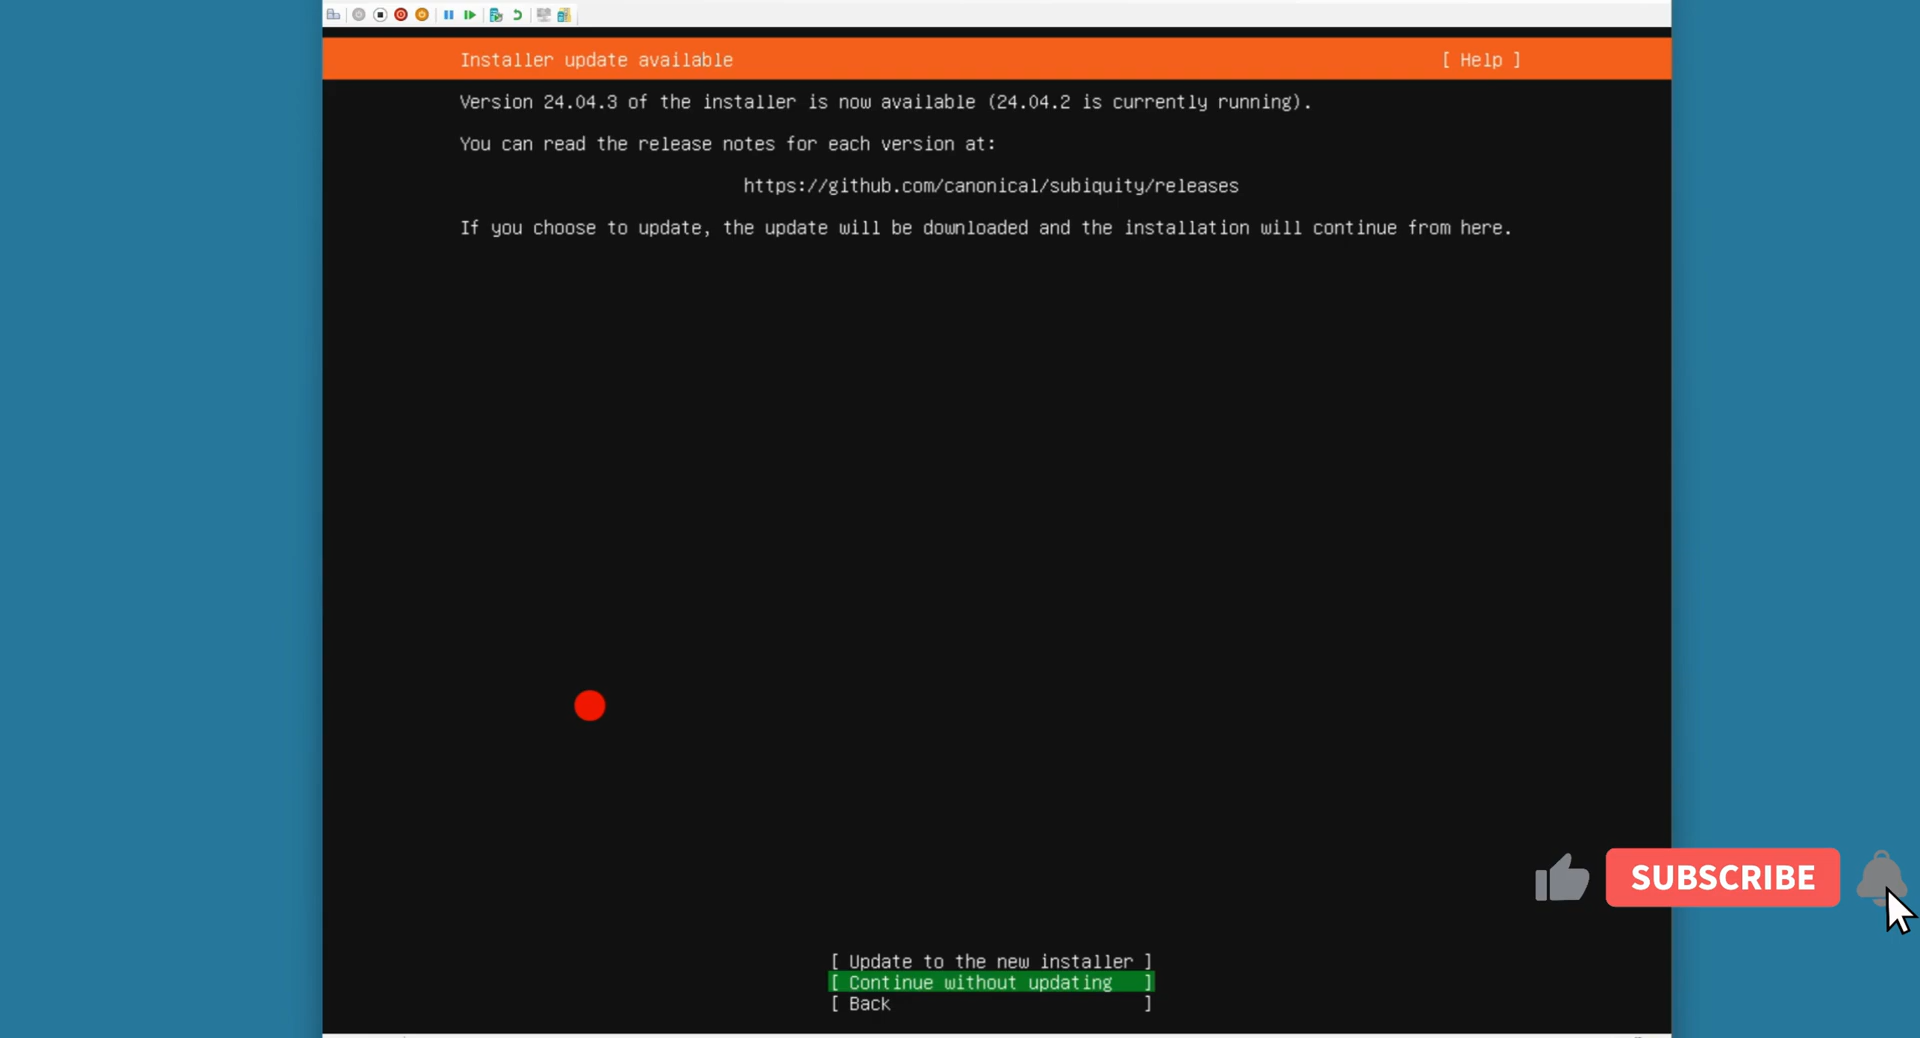 Installer update available [ Help ]
Version 24.04.3 of the installer is now available (24.04.2 is currently running).
You can read the release notes for each version at:
https://github.com/canonical/subiquity/releases
If you choose to update, the update will be downloaded and the installation will continue from here.
SUBSCRIBE
[ Update to the new installer ]
[ Continue without updating ]
[ Back ]